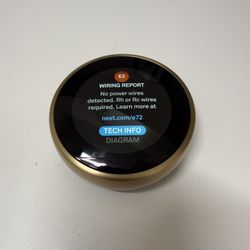 E2
WIRING REPORT
No power wires
detected. Rh or Rc wires
required. Learn more at
nest.com/e72
TECH INFO
DIAGRAM